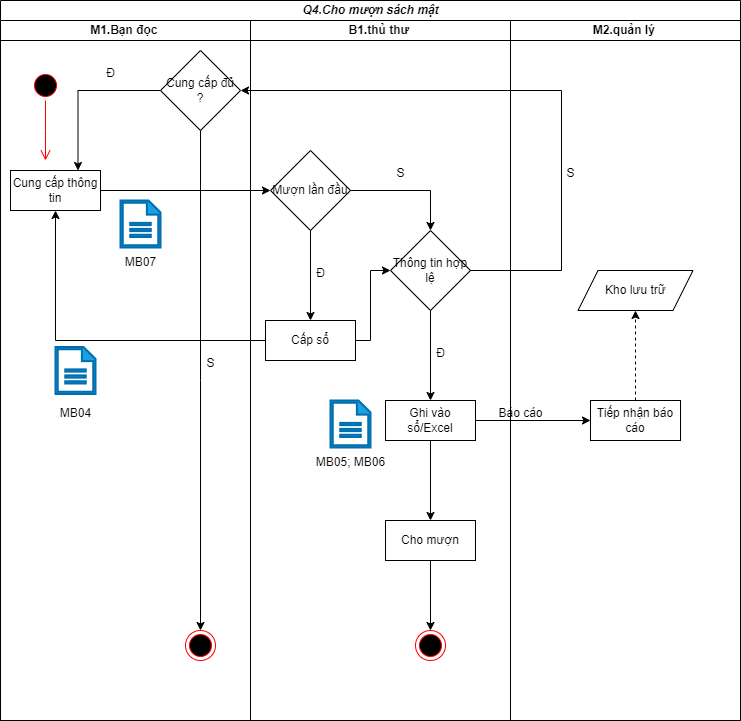 Q4.Cho mượn sách mật
M1.Bạn đọc
B1.thủ thư
M2.quản lý
Đ
Cung cấp đủ
?
Cung cấp thông
tin
MB07
Mượn lần đầu
S
S
Thông tin hợp
lệ
Đ
Kho lưu trữ
Cấp sổ
S
Đ
MB04
Ghi vào
sổ/Excel
Báo cáo
Tiếp nhận báo
cáo
MB05; MB06
Cho mượn